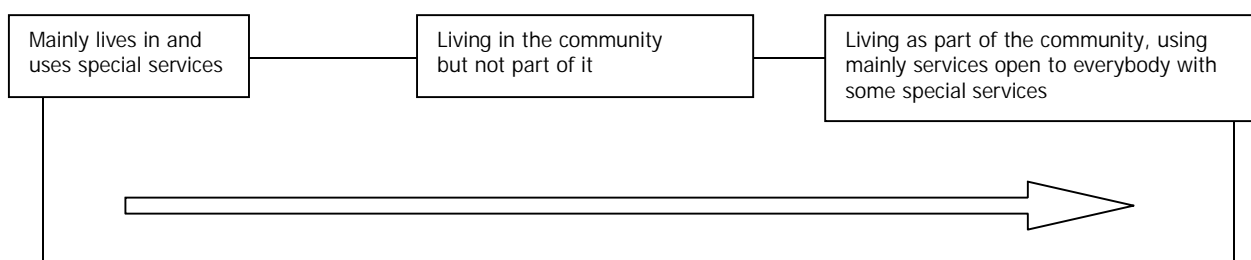 Mainly lives in and
uses special services
Living in the community
but not part of it
Living as part of the community, using
mainly services open to everybody with
some special services